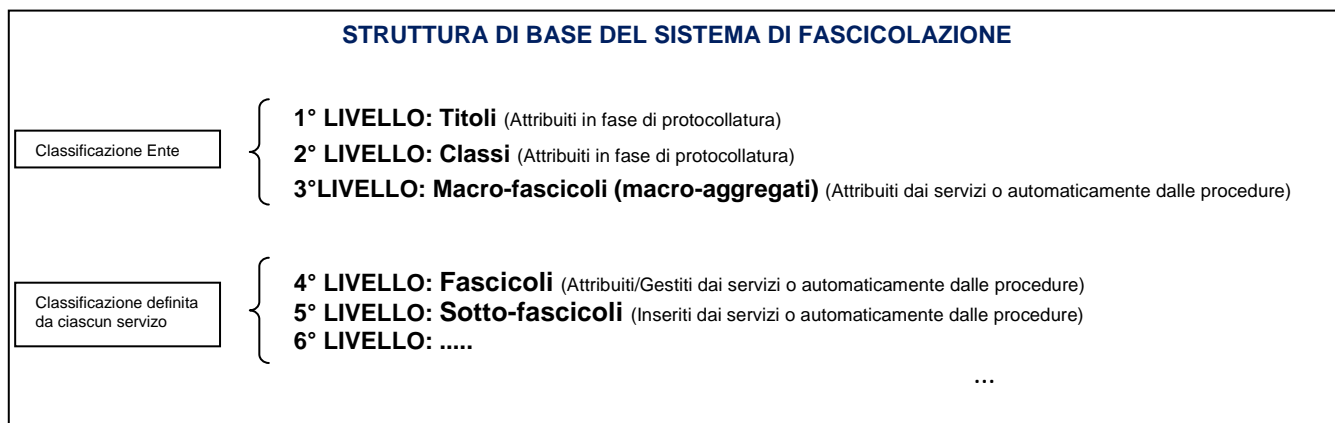 STRUTTURA DI BASE DEL SISTEMA DI FASCICOLAZIONE
Classificazione Ente
1° LIVELLO: Titoli (Attribuiti in fase di protocollatura)
2° LIVELLO: Classi (Attribuiti in fase di protocollatura)
3°LIVELLO: Macro-fascicoli (macro-aggregati) (Attribuiti dai servizi o automaticamente dalle procedure)
Classificazione definita
da ciascun servizo
4° LIVELLO: Fascicoli (Attribuiti/Gestiti dai servizi o automaticamente dalle procedure)
5° LIVELLO: Sotto-fascicoli (Inseriti dai servizi o automaticamente dalle procedure)
6° LIVELLO: .....
...